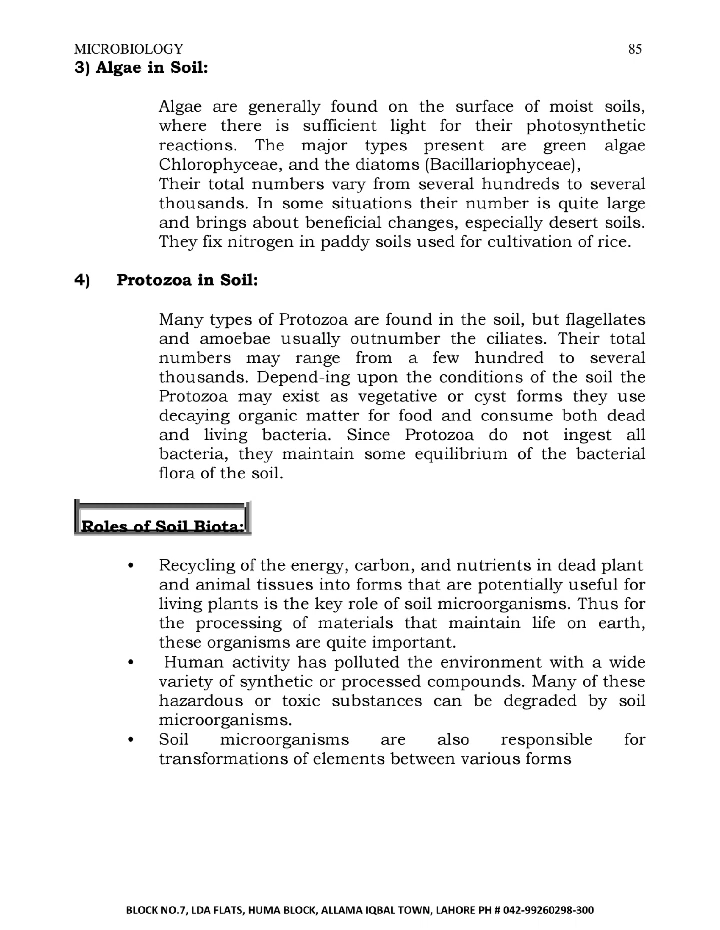 MICROBIOLOGY 85
3) Algae in Soil:
Algae are generally found on the surface of moist soils,
where there is sufficient light for their photosynthetic
reactions. The major types present are green algae
Chlorophyceae, and the diatoms (Bacillariophyceae),
Their total numbers vary from several hundreds to several
thousands. In some situations their number is quite large
and brings about beneficial changes, especially desert soils.
They fix nitrogen in paddy soils used for cultivation of rice.
4) Protozoa in Soil:
Many types of Protozoa are found in the soil, but flagellates
and amoebae usually outnumber the ciliates. Their total
numbers may range from a few hundred to several
thousands. Depend-ing upon the conditions of the soil the
Protozoa may exist as vegetative or cyst forms they use
decaying organic matter for food and consume both dead
and living bacteria. Since Protozoa do not ingest all
bacteria, they maintain some equilibrium of the bacterial
flora of the soil.
Roles of Soil Biota:
• Recycling of the energy, carbon, and nutrients in dead plant
and animal tissues into forms that are potentially useful for
living plants is the key role of soil microorganisms. Thus for
the processing of materials that maintain life on earth,
these organisms are quite important.
• Human activity has polluted the environment with a wide
variety of synthetic or processed compounds. Many of these
hazardous or toxic substances can be degraded by soil
microorganisms.
• Soil microorganisms are also responsible for
transformations of elements between various forms
BLOCK NO.7, LDA FLATS, HUMA BLOCK, ALLAMA IQBAL TOWN, LAHORE PH # 042-99260298-300